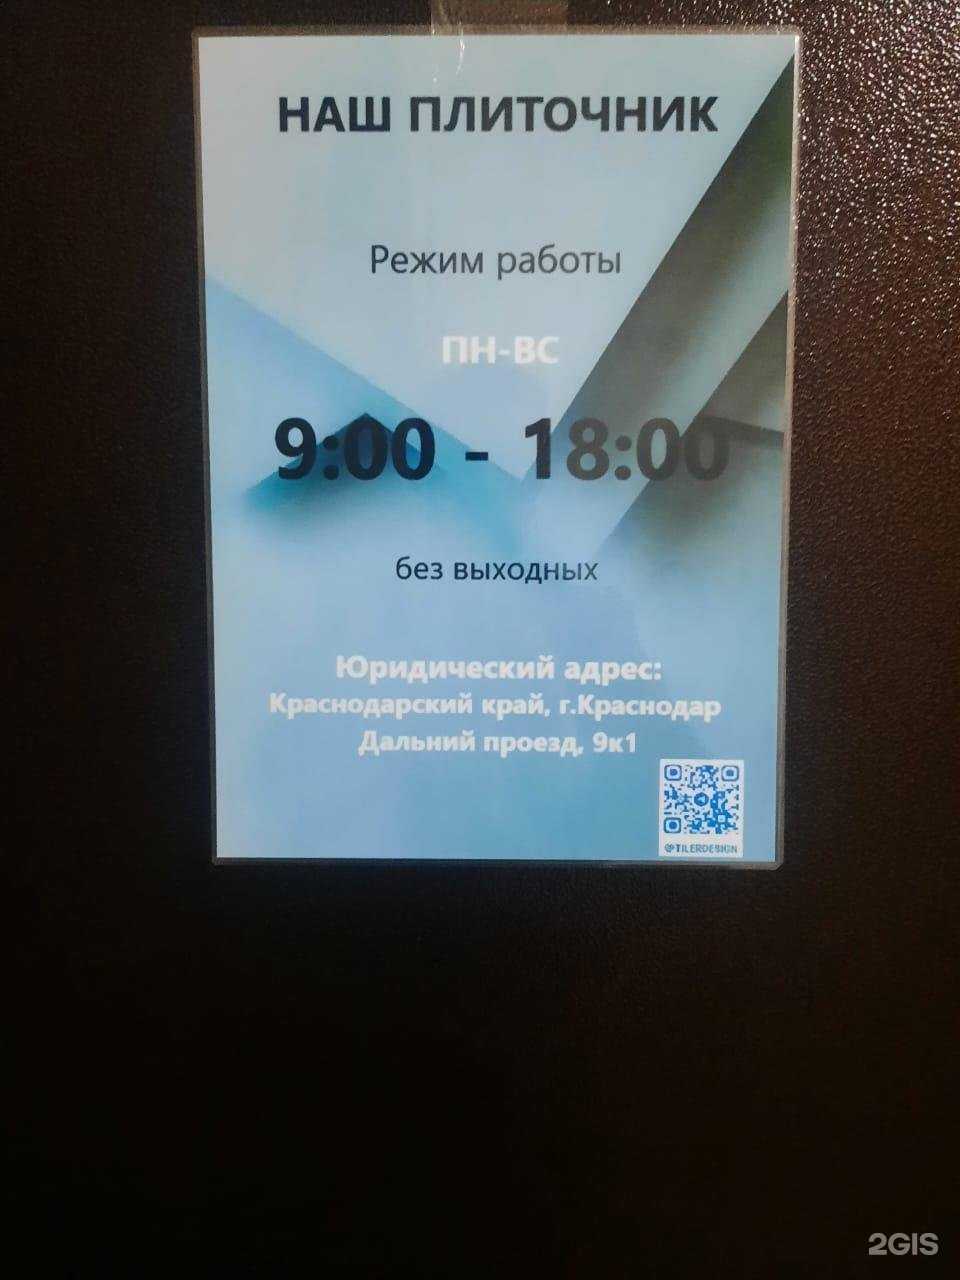 НАШ ПЛИТОЧНИК
Режим работы
ПН-ВС
9:00 - 18:00
без выходных
Юридический адрес:
Краснодарский край, г.Краснодар
Дальний проезд, 9к1
@TILERDESIGN
2GIS